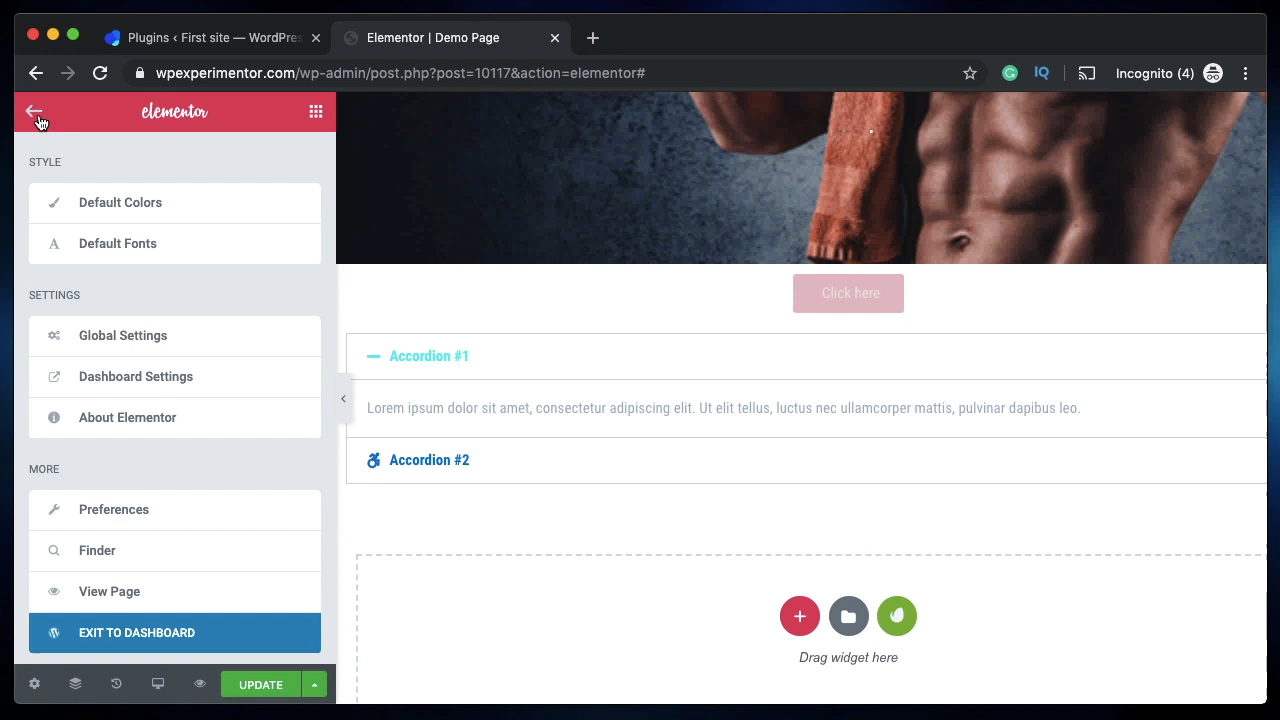 Plugins ‹ First site — WordPres
Elementor | Demo Page
wpexperimentor.com/wp-admin/post.php?post=10117&action=elementor#
IQ
Incognito (4)
elementor
STYLE
Default Colors
Default Fonts
SETTINGS
Global Settings
Dashboard Settings
About Elementor
MORE
Preferences
Finder
View Page
EXIT TO DASHBOARD
UPDATE
Click here
Accordion #1
Lorem ipsum dolor sit amet, consectetur adipiscing elit. Ut elit tellus, luctus nec ullamcorper mattis, pulvinar dapibus leo.
Accordion #2
Drag widget here